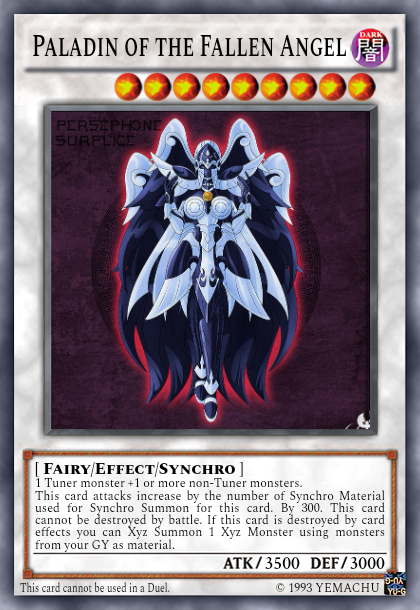 PALADIN OF THE FALLEN ANGEL
DARK
闇
PERSEPHONE
SURPLICE
[ FAIRY/EFFECT/SYNCHRO ]
1 Tuner monster +1 or more non-Tuner monsters.
This card attacks increase by the number of Synchro Material
used for Synchro Summon for this card. By 300. This card
cannot be destroyed by battle. If this card is destroyed by card
effects you can Xyz Summon 1 Xyz Monster using monsters
from your GY as material.
ATK/3500 DEF/3000
This card cannot be used in a Duel.
© 1993 YEMACHU